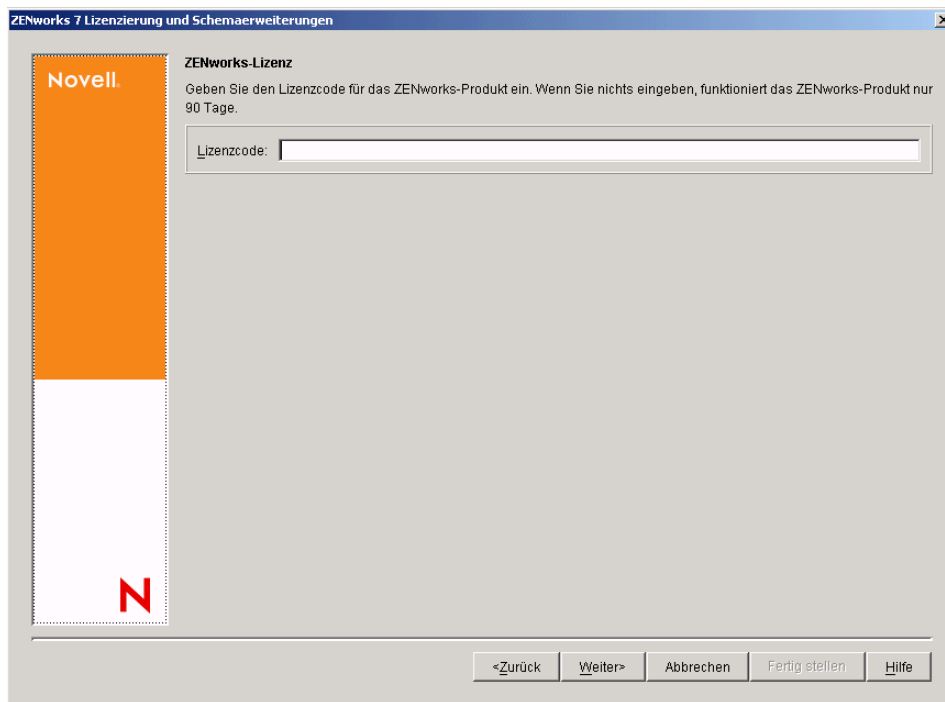 ZENworks 7 Lizenzierung und Schemaerweiterungen
Novell.
ZENworks-Lizenz
Geben Sie den Lizenzcode für das ZENworks-Produkt ein. Wenn Sie nichts eingeben, funktioniert das ZENworks-Produkt nur
90 Tage.
Lizenzcode:
N
<Zurück Weiter> Abbrechen Fertig stellen Hilfe